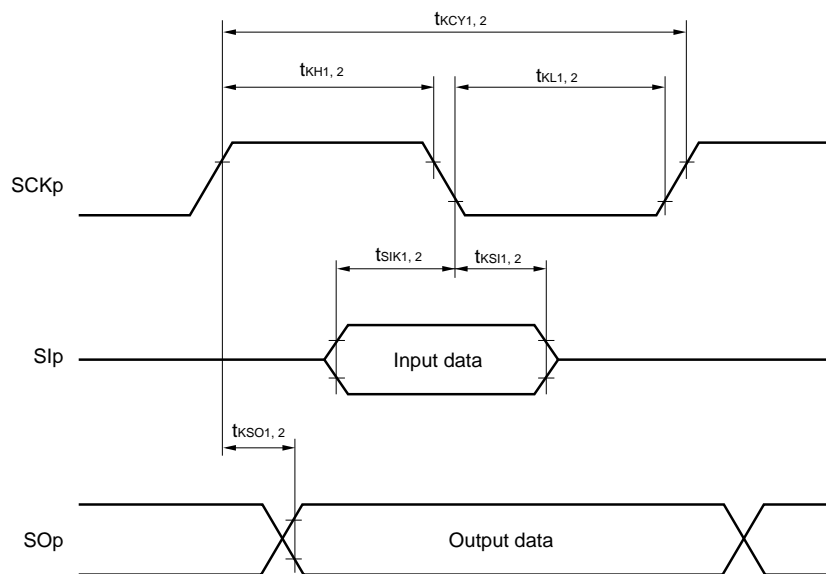 tKCY1, 2
tKH1, 2
tKL1, 2
SCKp
tSIK1, 2
tKSI1, 2
SIp
Input data
tKSO1, 2
SOp
Output data